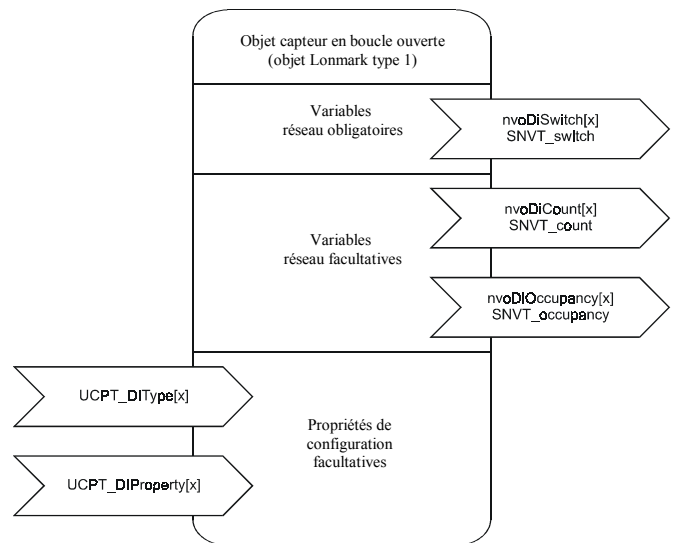 Objet capteur en boucle ouverte
(objet Lonmark type 1)
Variables
réseau obligatoires
nvoDiSwitch[x]
SNVT_switch
nvoDiCount[x]
SNVT_count
Variables
réseau facultatives
nvoDIOccupancy[x]
SNVT_occupancy
UCPT_DIType[x]
Propriétés de
configuration
facultatives
UCPT_DIProperty[x]